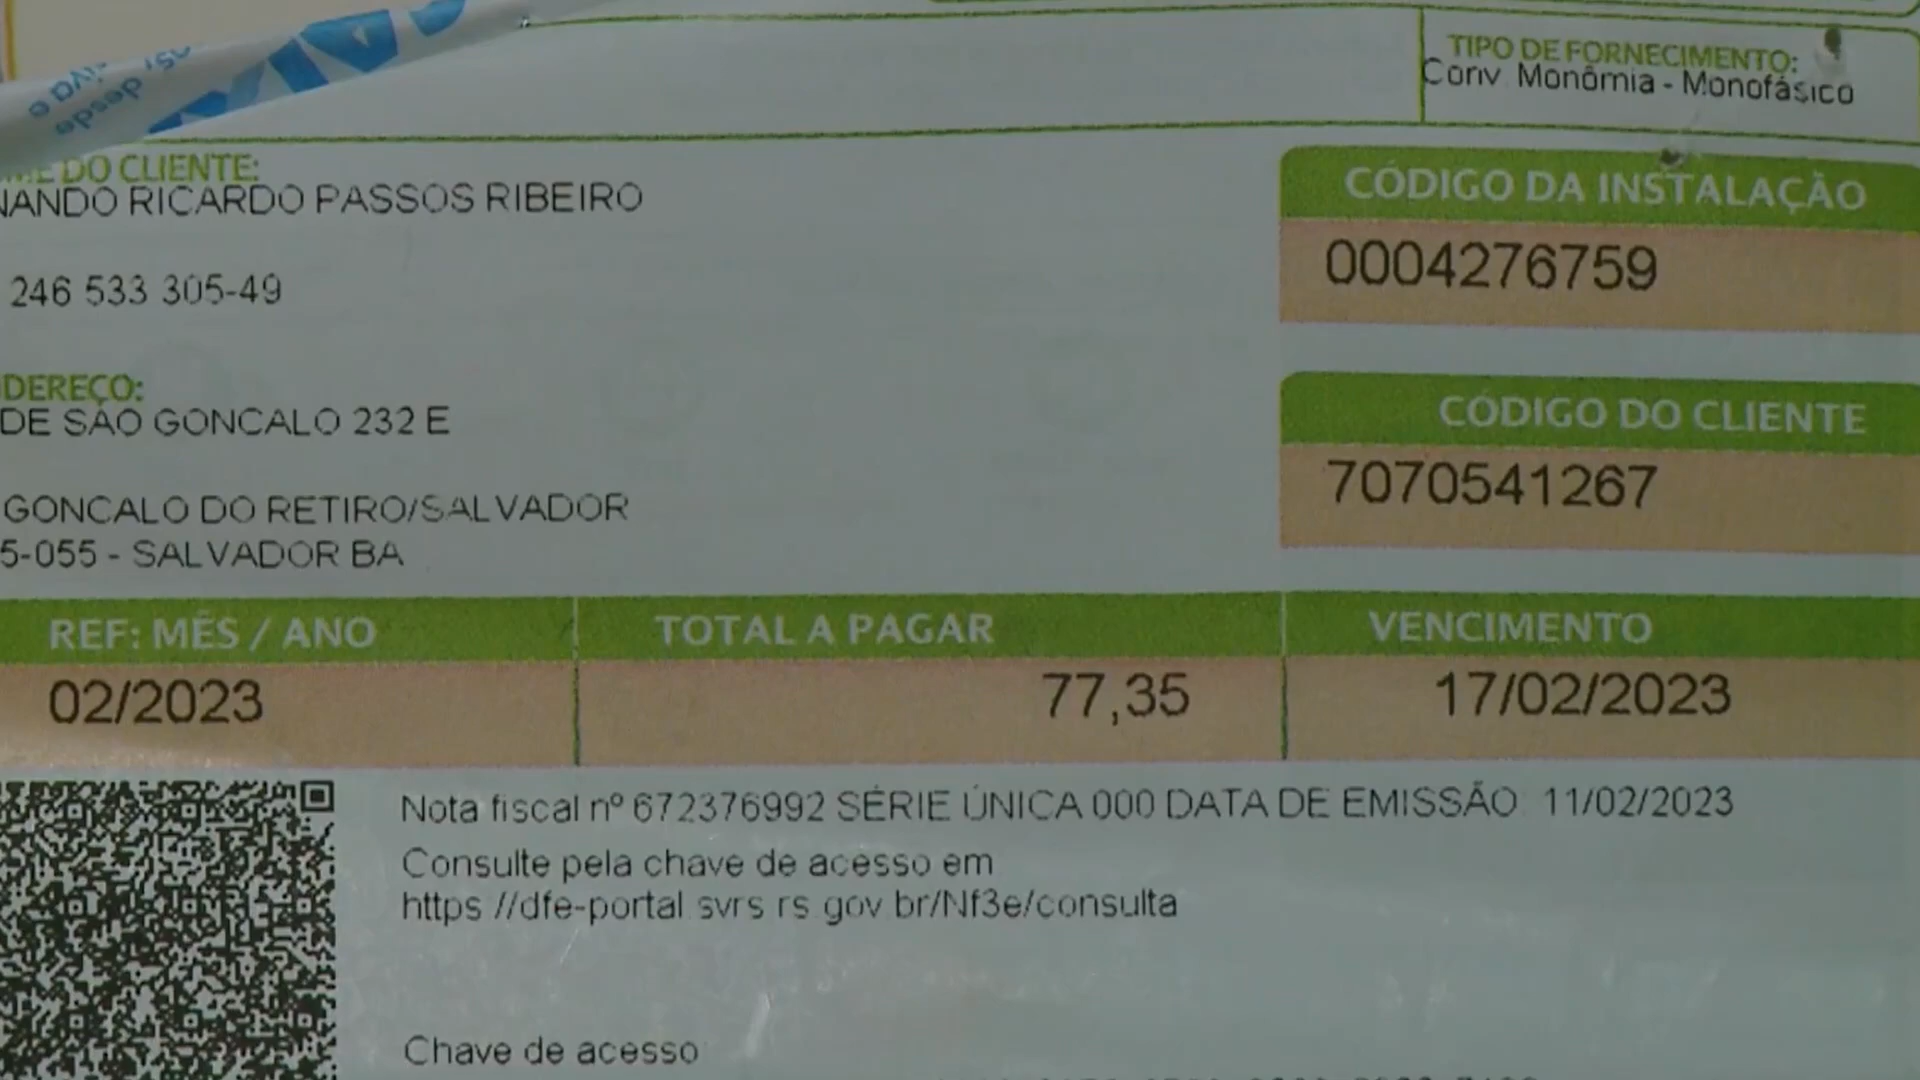 TIPO DE FORNECIMENTO:
Conv Monômia - Monofásico
DO CLIENTE:
NANDO RICARDO PASSOS RIBEIRO
CÓDIGO DA INSTALAÇÃO
0004276759
246 533 305-49
DEREÇO:
DE SAO GONCALO 232 E
CÓDIGO DO CLIENTE
7070541267
GONCALO DO RETIRO/SALVADOR
5-055 - SALVADOR BA
REF: MÊS / ANO
TOTAL A PAGAR
VENCIMENTO
02/2023
77,35
17/02/2023
Nota fiscal nº 672376992 SÉRIE ÚNICA 000 DATA DE EMISSÃO 11/02/2023
Consulte pela chave de acesso em
https //dfe-portal svrs rs gov br/Nf3e/consulta
Chave de acesso